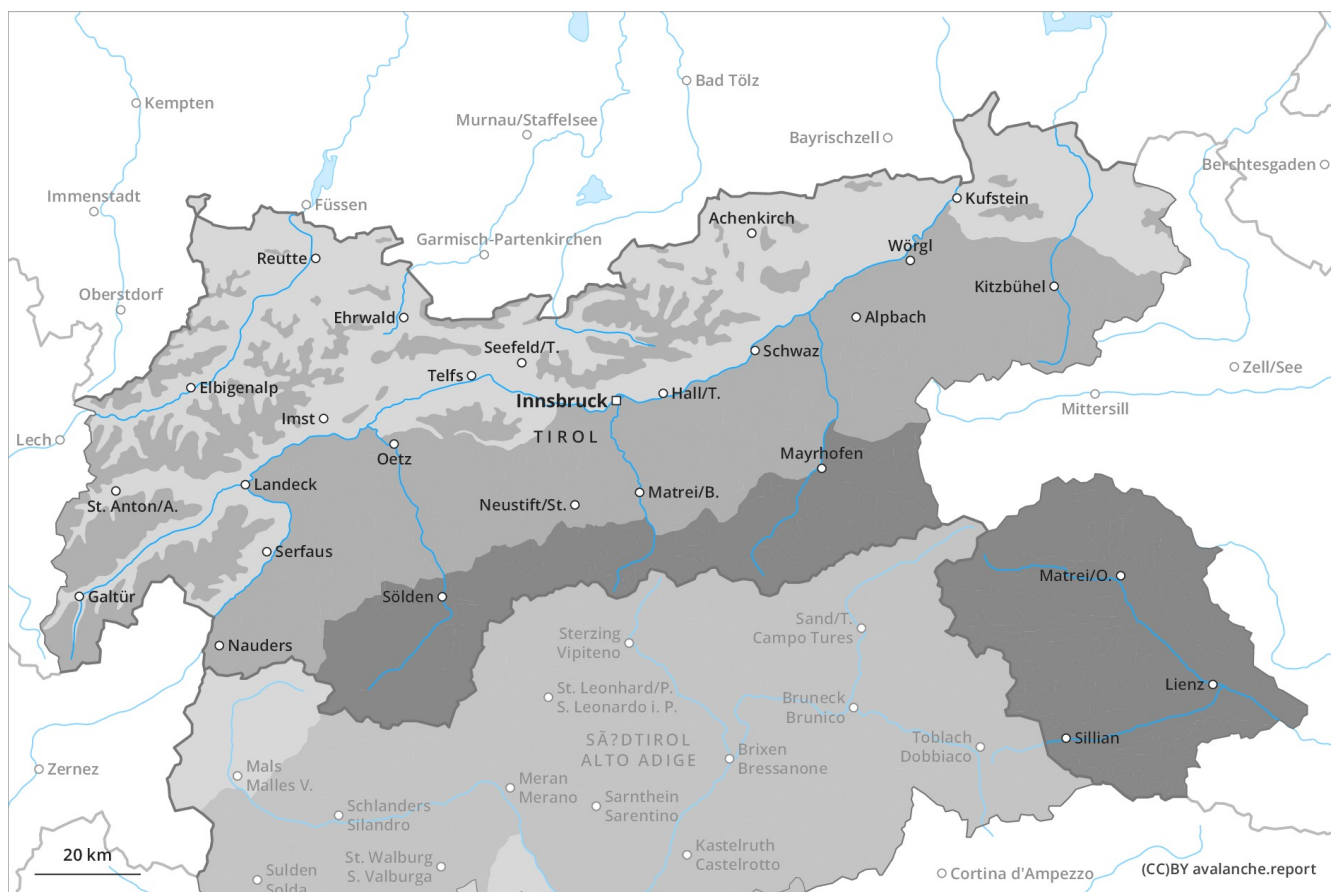 Bad Tölz
Kempten
Murnau/Staffelsee
Bayrischzell
Berchtesgaden
Immenstadt
Füssen
Kufstein
Achenkirch
Garmisch-Partenkirchen
Wörgl
Reutte
Kitzbühel
Oberstdorf
Ehrwald
Alpbach
Seefeld/T.
Schwaz
Telfs
Zell/See
Elbigenalp
Innsbruck
Hall/T.
Mittersill
Imst
Lech
TIROL
Oetz
Mayrhofen
Landeck
St. Anton/A.
Neustift/St.
Matrei/B.
Serfaus
Matrei/O.
Galtür
Sölden
Sand/T.
Campo Tures
Sterzing
Vipiteno
Nauders
Lienz
St. Leonhard/P.
S. Leonardo i. P.
Bruneck
Brunico
Toblach
Dobbiaco
Sillian
SÃ?DTIROL
ALTO ADIGE
Brixen
Bressanone
Zernez
Mals
Malles V.
Meran
Merano
Schlanders
Silandro
Sarnthein
Sarentino
20 km
Kastelruth
Castelrotto
St. Walburg
S. Valburga
Sulden
Solda
Cortina d'Ampezzo
(CC)BY avalanche.report